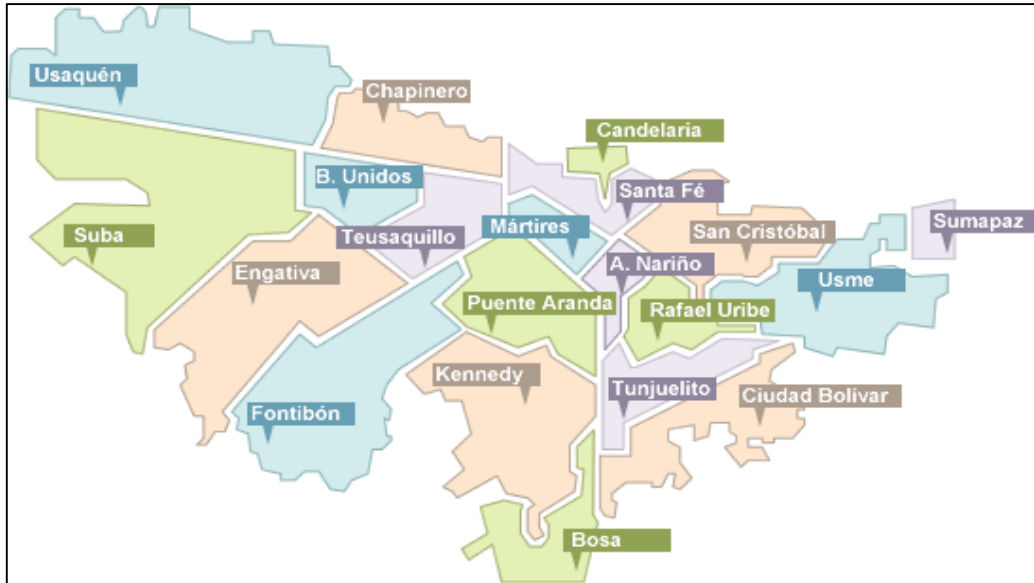 Usaquén
Chapinero
Candelaria
B. Unidos
Santa Fé
Sumapaz
Suba
Teusaquillo
Mártires
San Cristóbal
Engativa
A. Nariño
Usme
Puente Aranda
Rafael Uribe
Kennedy
Tunjuelito
Ciudad Bolívar
Fontibón
Bosa